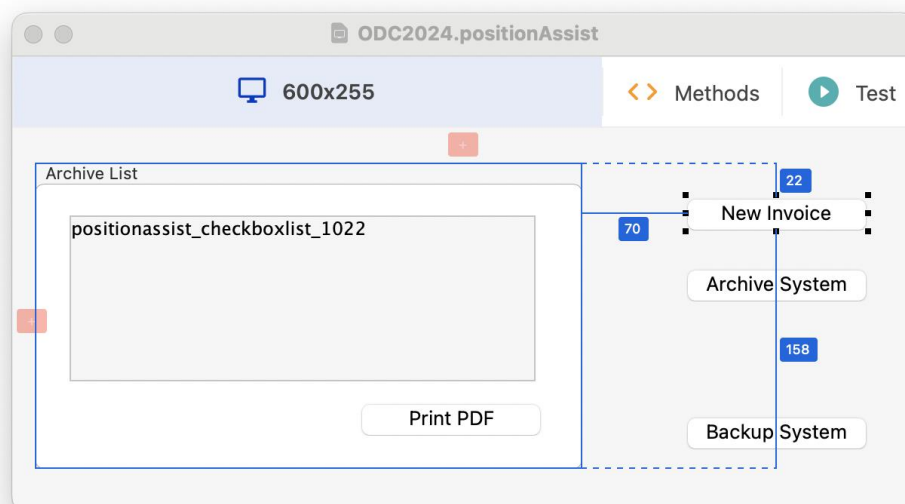 ODC2024.positionAssist
600x255
Methods
Test
+
Archive List
22
New Invoice
positionassist_checkboxlist_1022
70
Archive System
+
158
Print PDF
Backup System